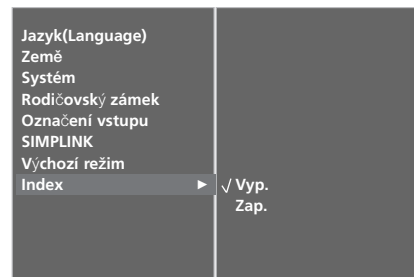 Jazyk(Language)
Země
Systém
Rodičovský zámek
Označení vstupu
SIMPLINK
Výchozí režim
Index ► √ Vyp.
Zap.